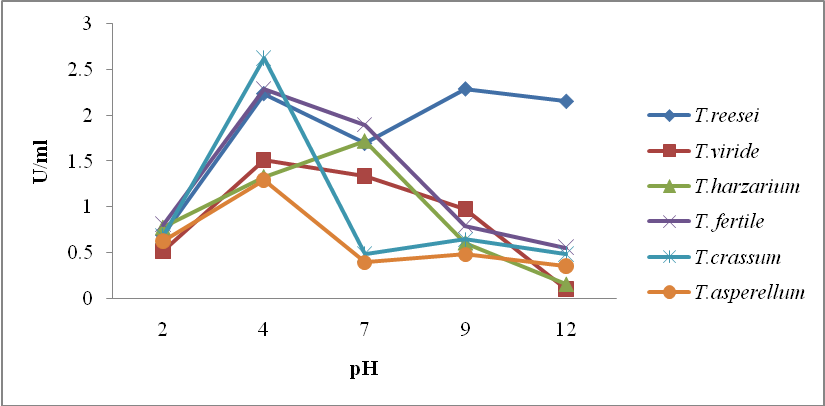 3
2.5
2
1.5
1
0.5
0
U/ml
2 4 7 9 12
pH
T.reesei
T.viride
T.harzarium
T. fertile
T.crassum
T.asperellum